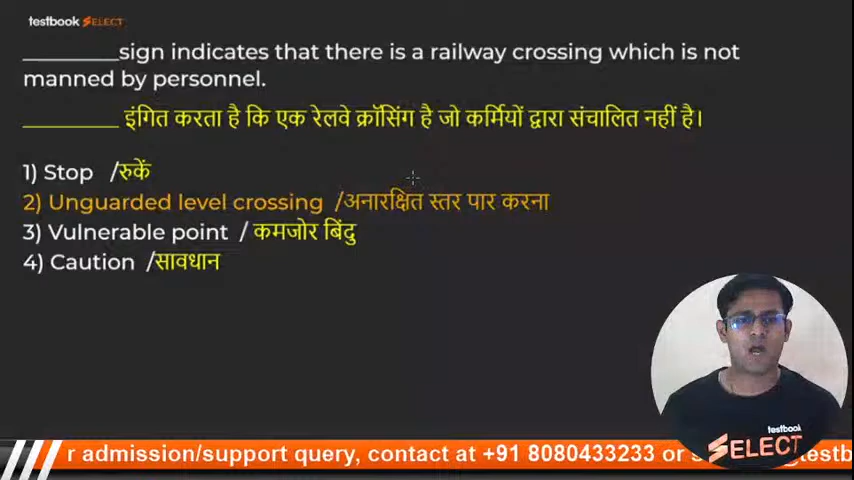 testbook SELECT
________sign indicates that there is a railway crossing which is not
manned by personnel.
________ इंगित करता है कि एक रेलवे क्रॉसिंग है जो कर्मियों द्वारा संचालित नहीं है।
1) Stop /रुकें
2) Unguarded level crossing /अनारक्षित स्तर पार करना
3) Vulnerable point / कमजोर बिंदु
4) Caution /सावधान
testbook
SELECT
r admission/support query, contact at +91 8080433233 or s